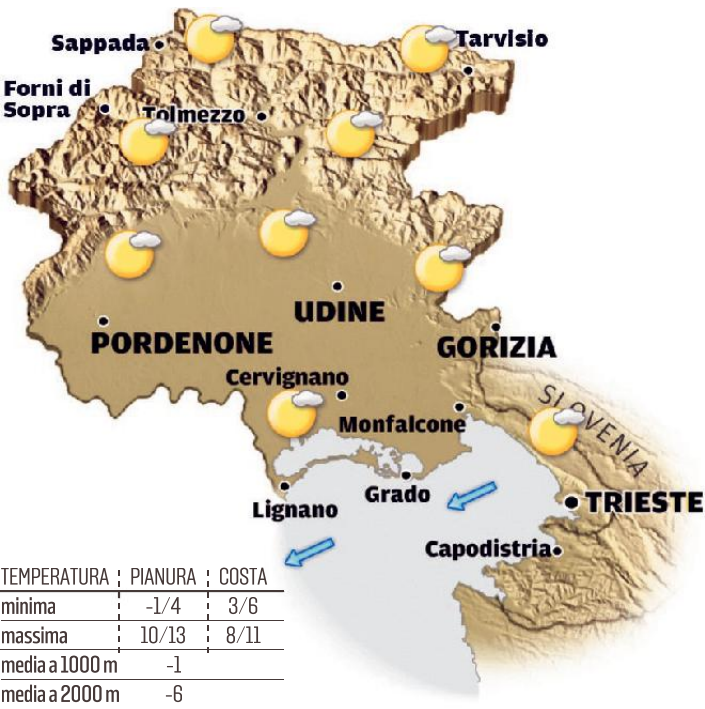 Sappada
Tarvisio
Forni di
Sopra
Tolmezzo
UDINE
PORDENONE
GORIZIA
Cervignano
SLOVENIA
Monfalcone
Grado
Lignano
TRIESTE
Capodistria
TEMPERATURA PIANURA COSTA
minima -1/4 3/6
massima 10/13 8/11
media a 1000 m -1
media a 2000 m -6